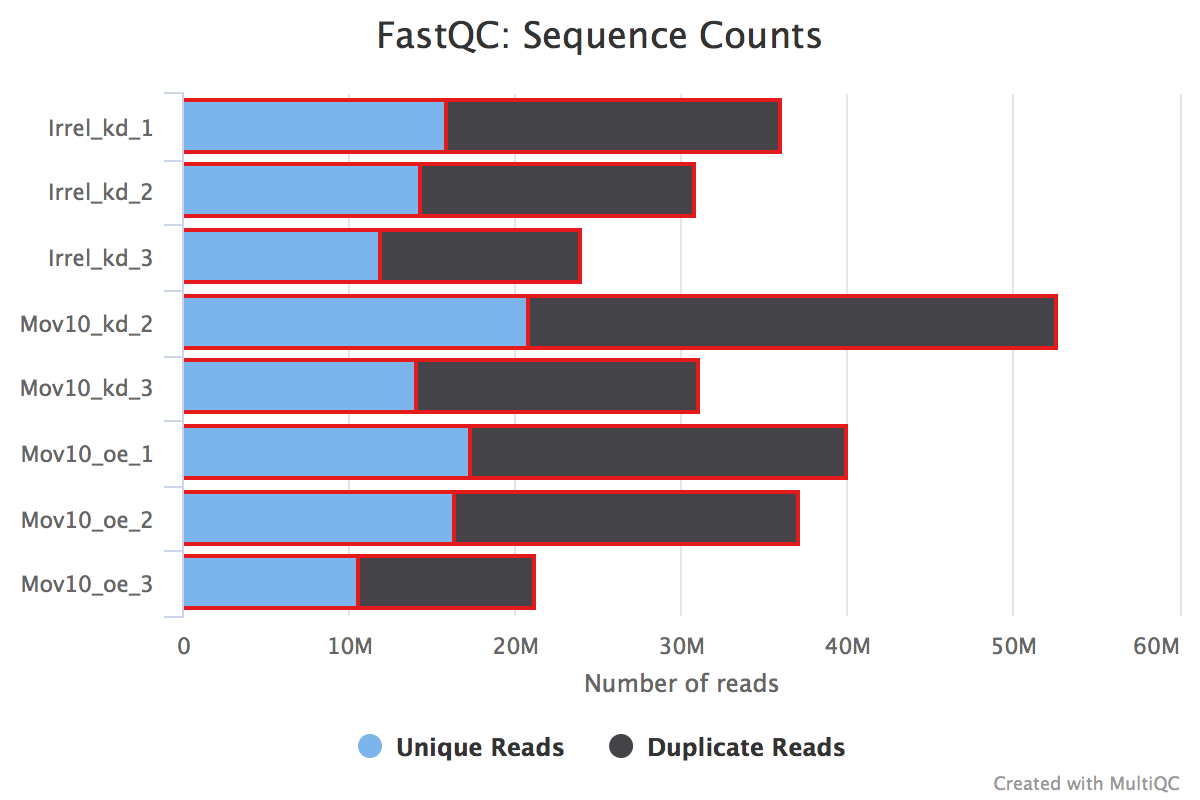 FastQC: Sequence Counts
Irrel_kd_1
Irrel_kd_2
Irrel_kd_3
Mov10_kd_2
Mov10_kd_3
Mov10_oe_1
Mov10_oe_2
Mov10_oe_3
0 10M 20M 30M 40M 50M 60M
Number of reads
Unique Reads Duplicate Reads
Created with MultiQC